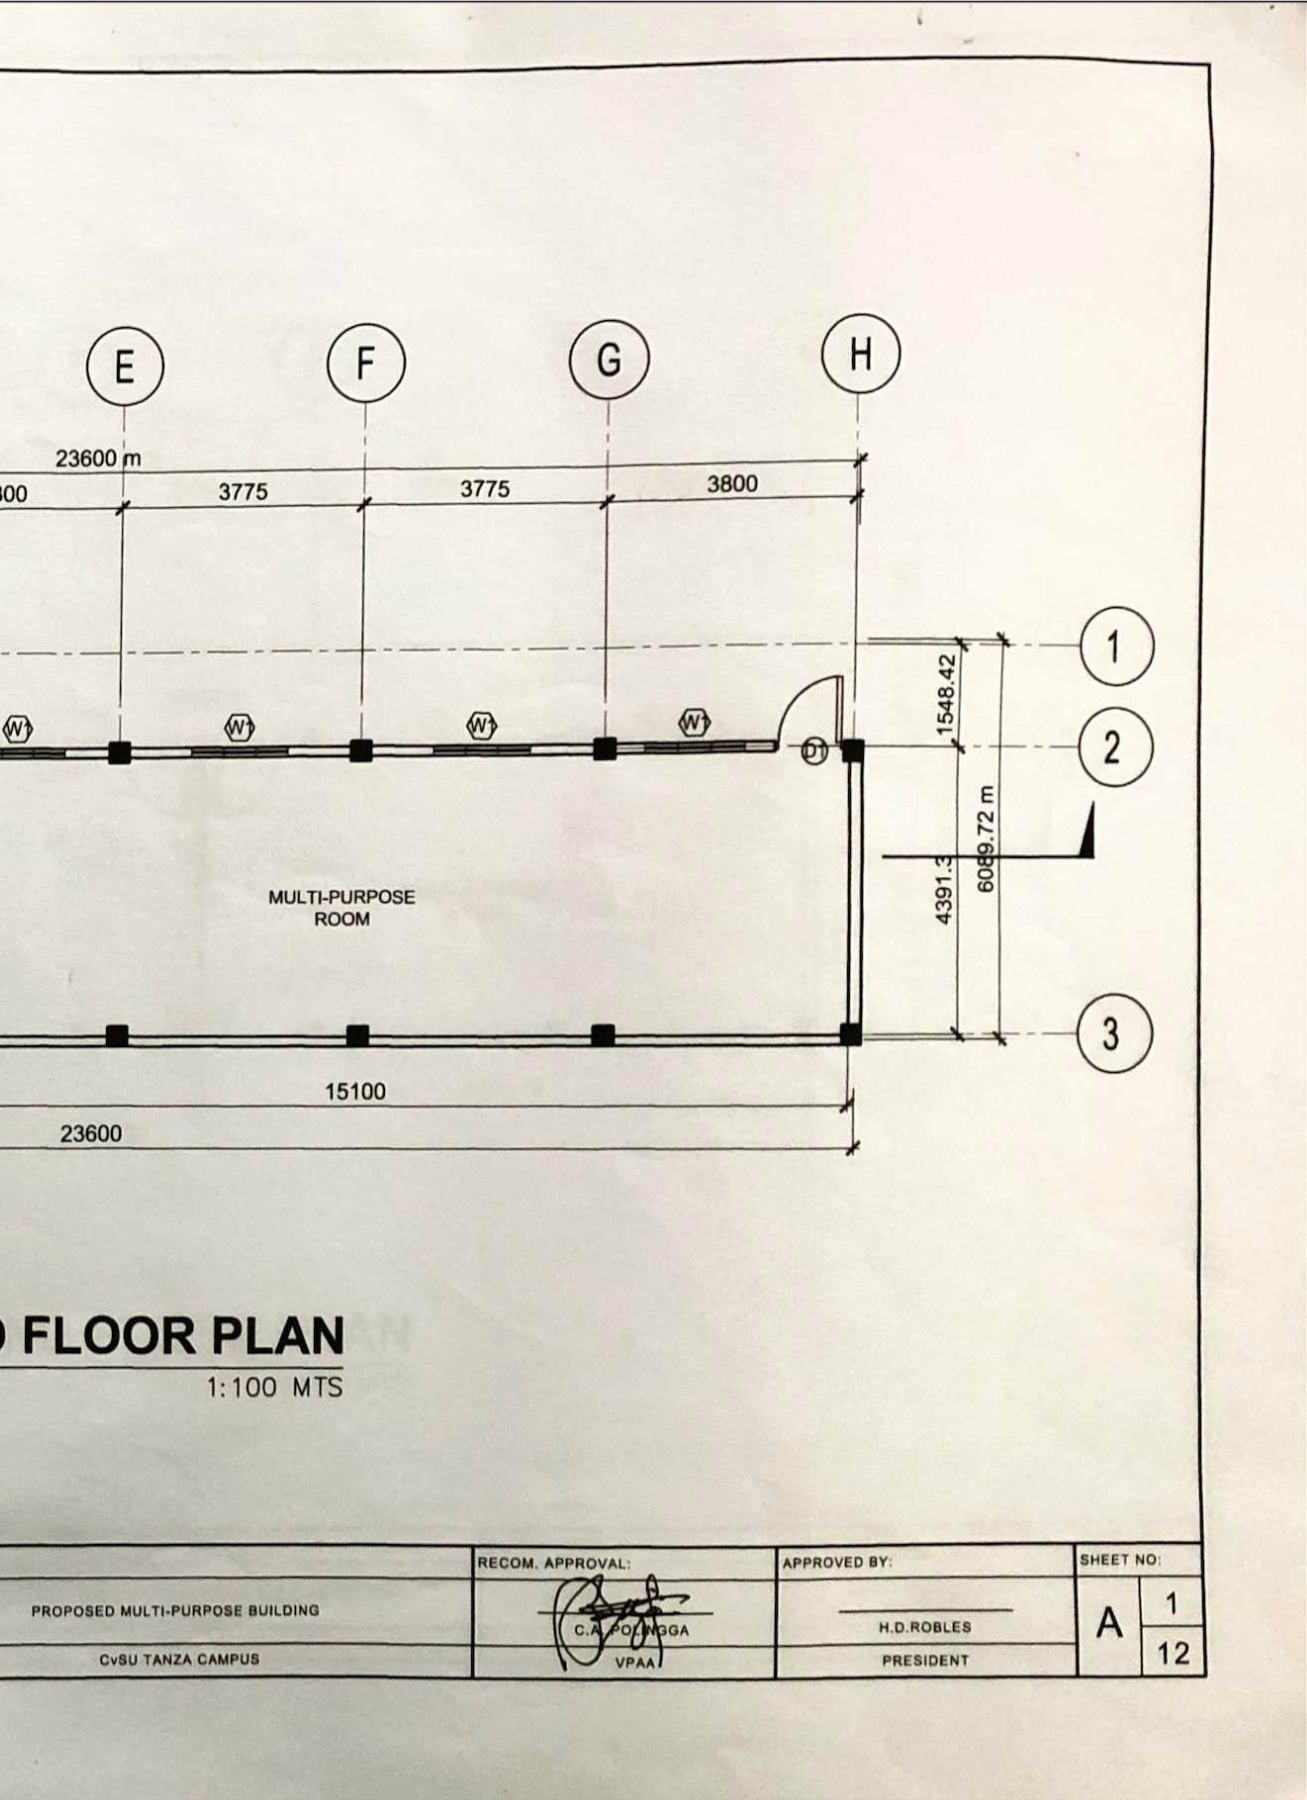 E F G H
23600 m
300 3775 3775 3800
1
1548.42
W1 W1 W1 W1
D1
2
6089.72 m
4391.3
MULTI-PURPOSE
ROOM
3
15100
23600
FLOOR PLAN
1:100 MTS
RECOM. APPROVAL:
APPROVED BY:
SHEET NO:
PROPOSED MULTI-PURPOSE BUILDING
C.A. POLINGGA
H.D.ROBLES
A
1
CvSU TANZA CAMPUS
VPAA
PRESIDENT
12